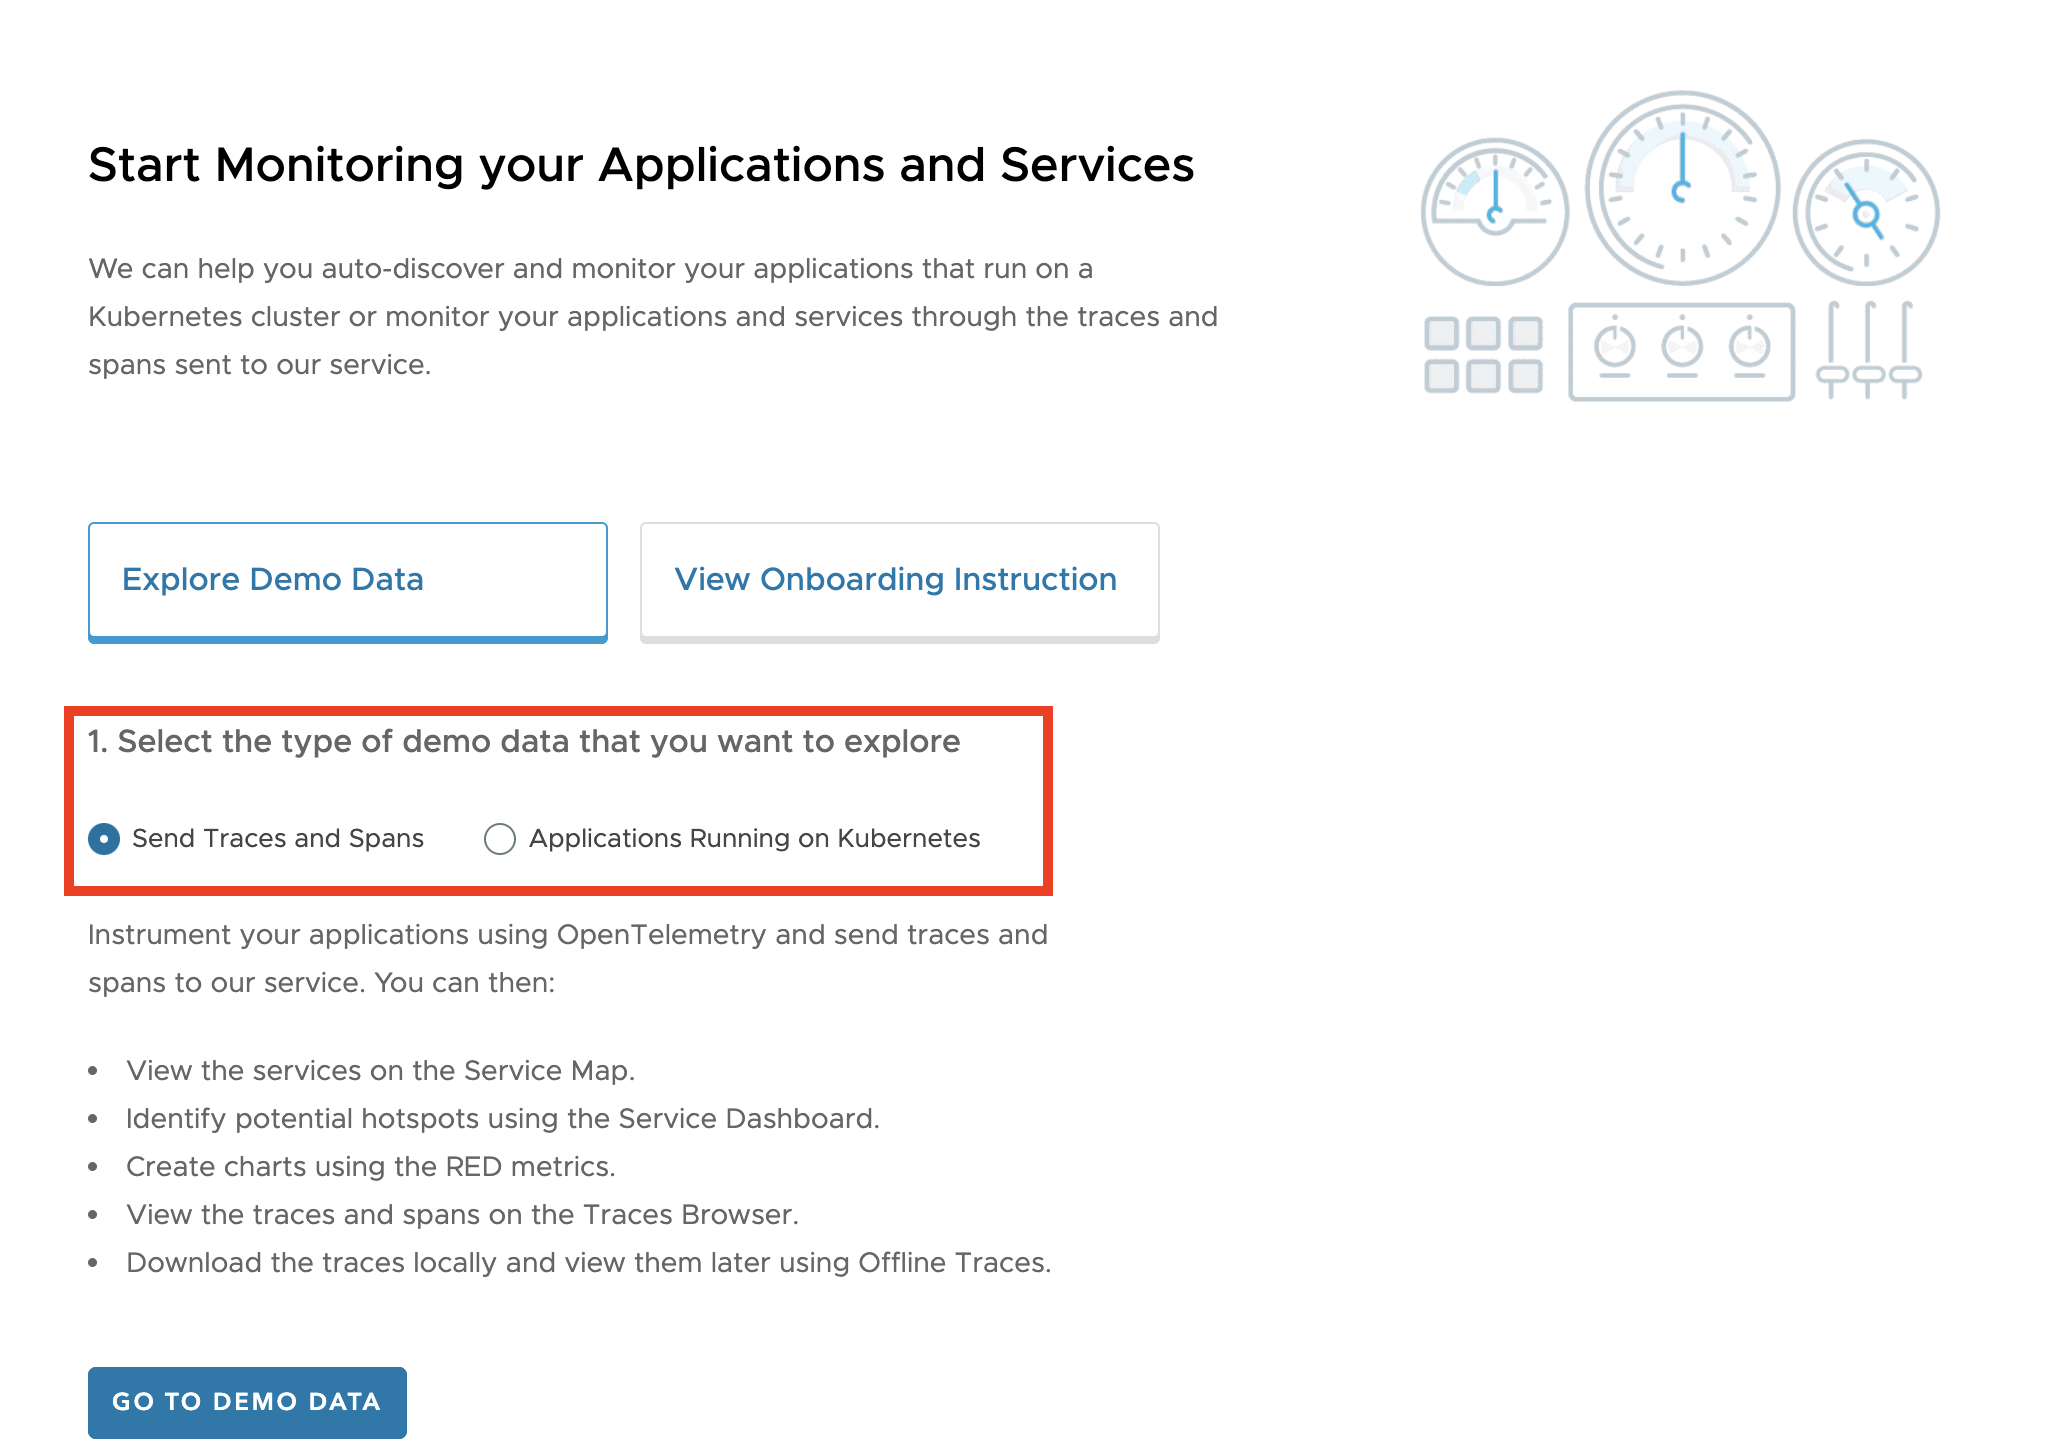 Start Monitoring your Applications and Services
We can help you auto-discover and monitor your applications that run on a
Kubernetes cluster or monitor your applications and services through the traces and
spans sent to our service.
Explore Demo Data
View Onboarding Instruction
1. Select the type of demo data that you want to explore
Send Traces and Spans
Applications Running on Kubernetes
Instrument your applications using OpenTelemetry and send traces and
spans to our service. You can then:
• View the services on the Service Map.
• Identify potential hotspots using the Service Dashboard.
• Create charts using the RED metrics.
• View the traces and spans on the Traces Browser.
• Download the traces locally and view them later using Offline Traces.
GO TO DEMO DATA